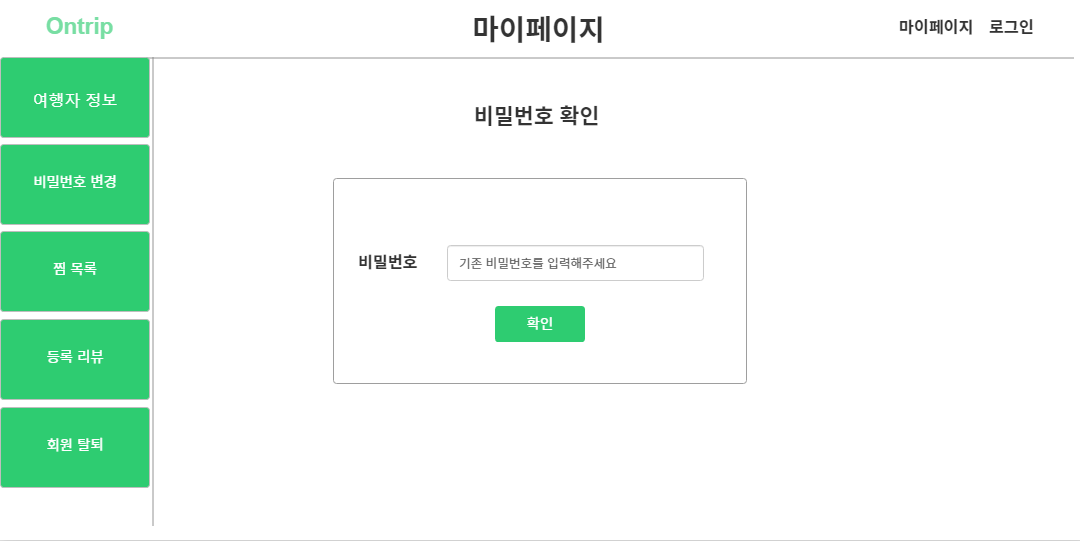 Ontrip
마이페이지
마이페이지 로그인
여행자 정보
비밀번호 변경
찜 목록
등록 리뷰
회원 탈퇴
비밀번호 확인
비밀번호
기존 비밀번호를 입력해주세요
확인